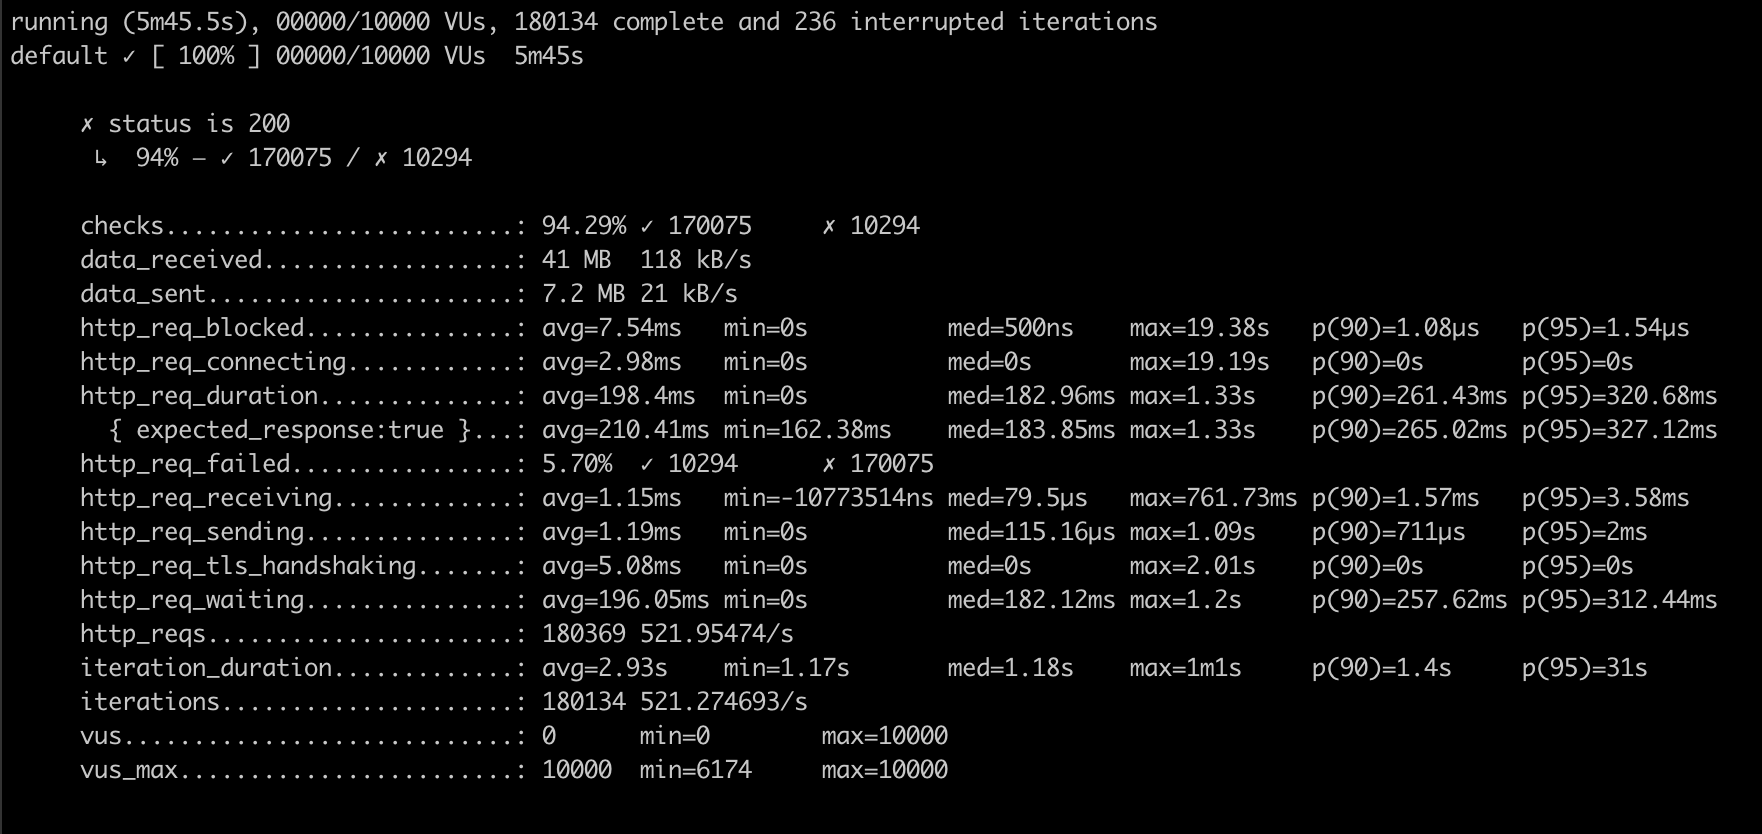 running (5m45.5s), 00000/10000 VUs, 180134 complete and 236 interrupted iterations
default ✓ [ 100% ] 00000/10000 VUs  5m45s
✗ status is 200
↳  94% — ✓ 170075 / ✗ 10294
checks.........................: 94.29% ✓ 170075     ✗ 10294
data_received..................: 41 MB  118 kB/s
data_sent......................: 7.2 MB 21 kB/s
http_req_blocked...............: avg=7.54ms   min=0s          med=500ns    max=19.38s   p(90)=1.08µs   p(95)=1.54µs
http_req_connecting............: avg=2.98ms   min=0s          med=0s       max=19.19s   p(90)=0s       p(95)=0s
http_req_duration..............: avg=198.4ms  min=0s          med=182.96ms max=1.33s    p(90)=261.43ms p(95)=320.68ms
{ expected_response:true }...: avg=210.41ms min=162.38ms    med=183.85ms max=1.33s    p(90)=265.02ms p(95)=327.12ms
http_req_failed................: 5.70%  ✓ 10294      ✗ 170075
http_req_receiving.............: avg=1.15ms   min=-10773514ns med=79.5µs   max=761.73ms p(90)=1.57ms   p(95)=3.58ms
http_req_sending...............: avg=1.19ms   min=0s          med=115.16µs max=1.09s    p(90)=711µs    p(95)=2ms
http_req_tls_handshaking.......: avg=5.08ms   min=0s          med=0s       max=2.01s    p(90)=0s       p(95)=0s
http_req_waiting...............: avg=196.05ms min=0s          med=182.12ms max=1.2s     p(90)=257.62ms p(95)=312.44ms
http_reqs......................: 180369 521.95474/s
iteration_duration.............: avg=2.93s    min=1.17s       med=1.18s    max=1m1s     p(90)=1.4s     p(95)=31s
iterations.....................: 180134 521.274693/s
vus............................: 0      min=0        max=10000
vus_max........................: 10000  min=6174     max=10000